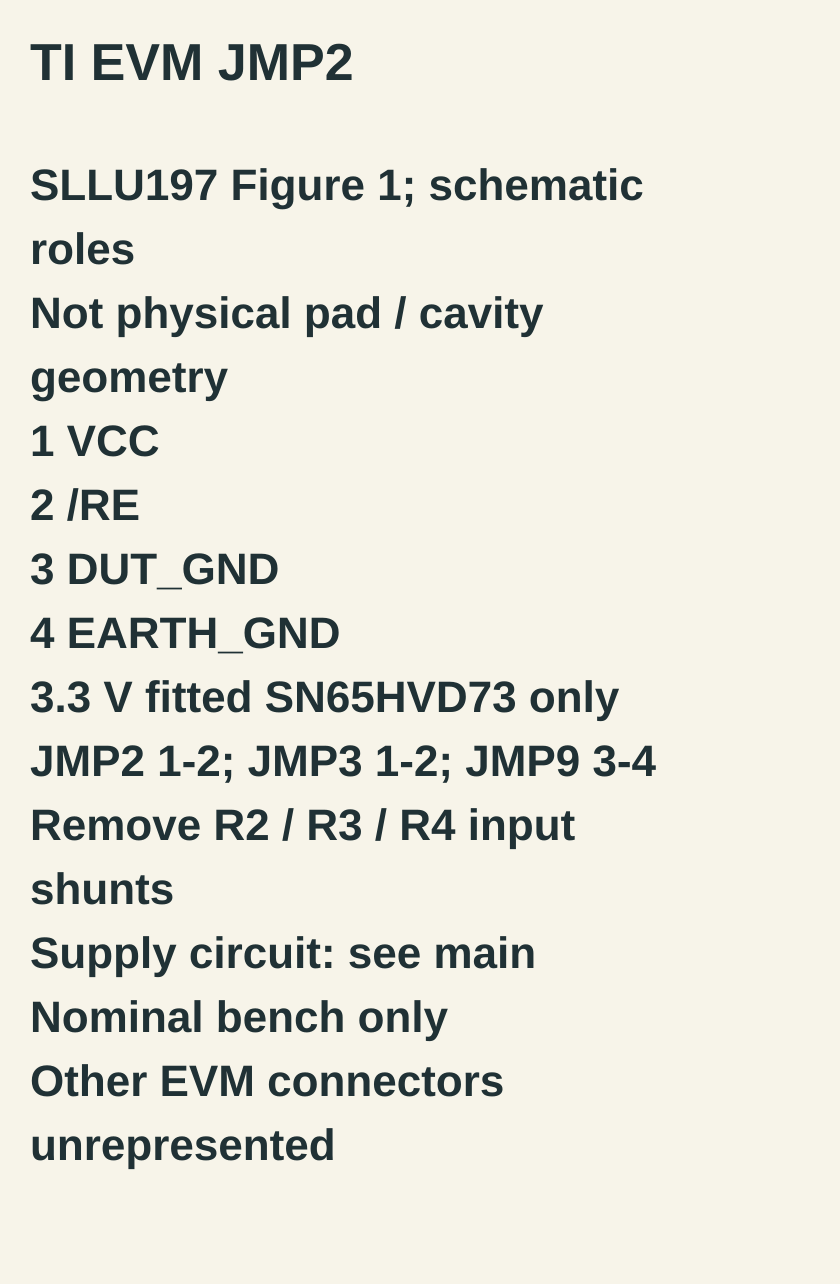 TI EVM JMP2
SLLU197 Figure 1; schematic
roles
Not physical pad / cavity
geometry
1 VCC
2 /RE
3 DUT_GND
4 EARTH_GND
3.3 V fitted SN65HVD73 only
JMP2 1-2; JMP3 1-2; JMP9 3-4
Remove R2 / R3 / R4 input
shunts
Supply circuit: see main
Nominal bench only
Other EVM connectors
unrepresented